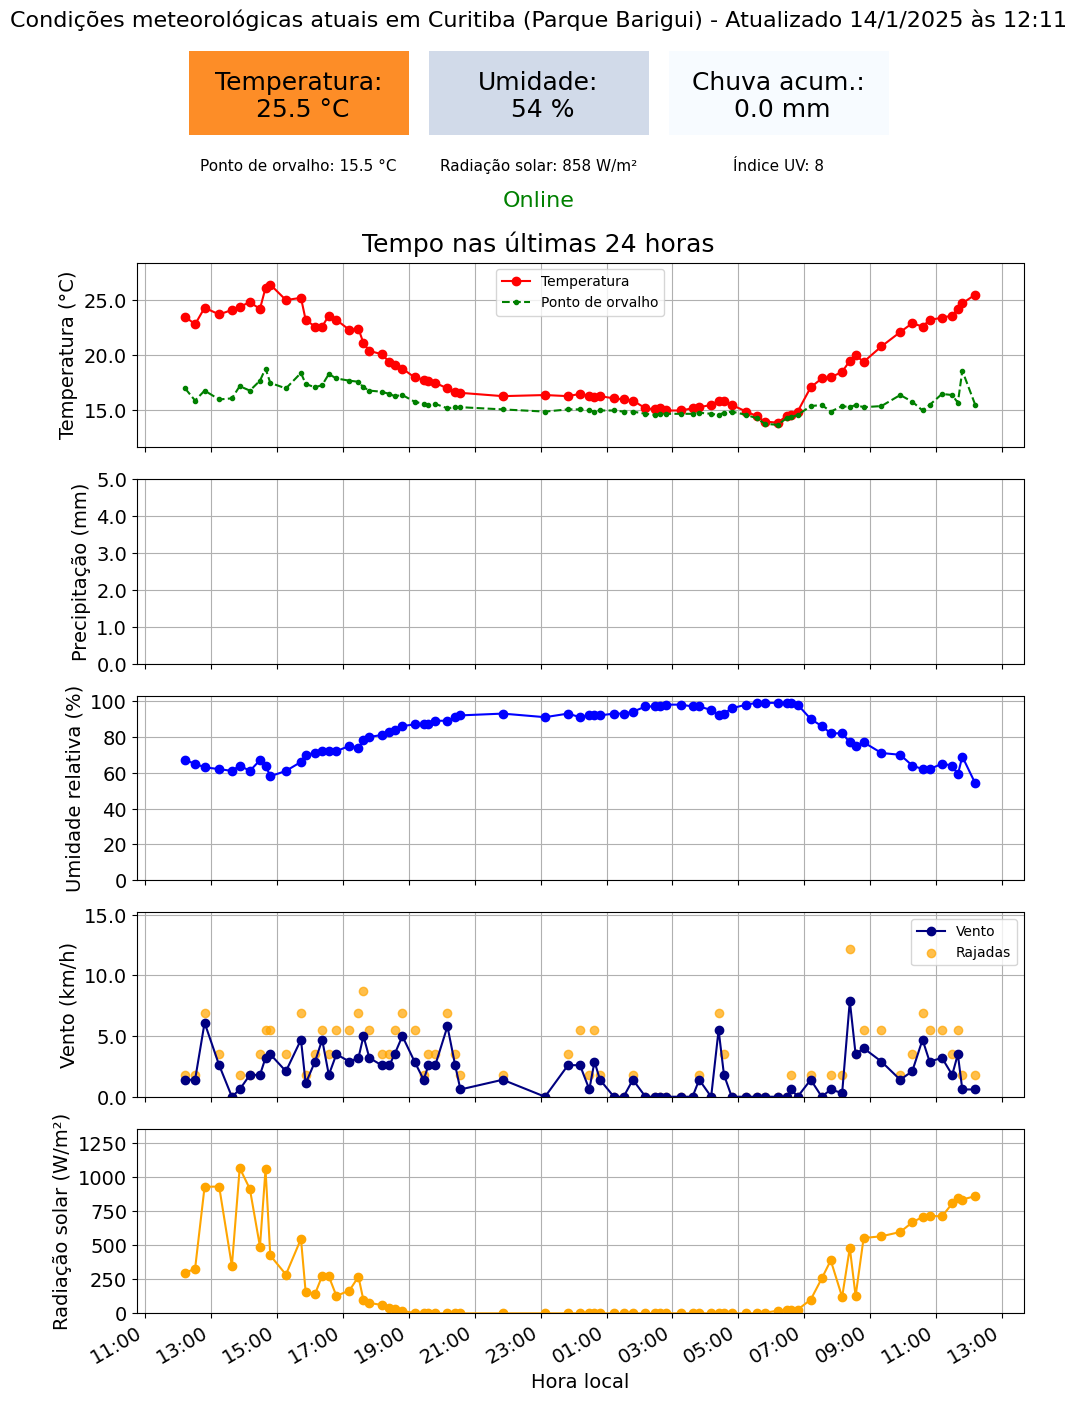 Condições meteorológicas atuais em Curitiba (Parque Barigui) - Atualizado 14/1/2025 às 12:11
Temperatura:
25.5 °C
Umidade:
54 %
Chuva acum.:
0.0 mm
Ponto de orvalho: 15.5 °C
Radiação solar: 858 W/m²
Índice UV: 8
Online
Tempo nas últimas 24 horas
Temperatura (°C)
25.0
20.0
15.0
Temperatura
Ponto de orvalho
Precipitação (mm)
5.0
4.0
3.0
2.0
1.0
0.0
Umidade relativa (%)
100
80
60
40
20
0
Vento (km/h)
15.0
10.0
5.0
0.0
Vento
Rajadas
Radiação solar (W/m²)
1250
1000
750
500
250
0
11:00
13:00
15:00
17:00
19:00
21:00
23:00
01:00
03:00
05:00
07:00
09:00
11:00
13:00
Hora local